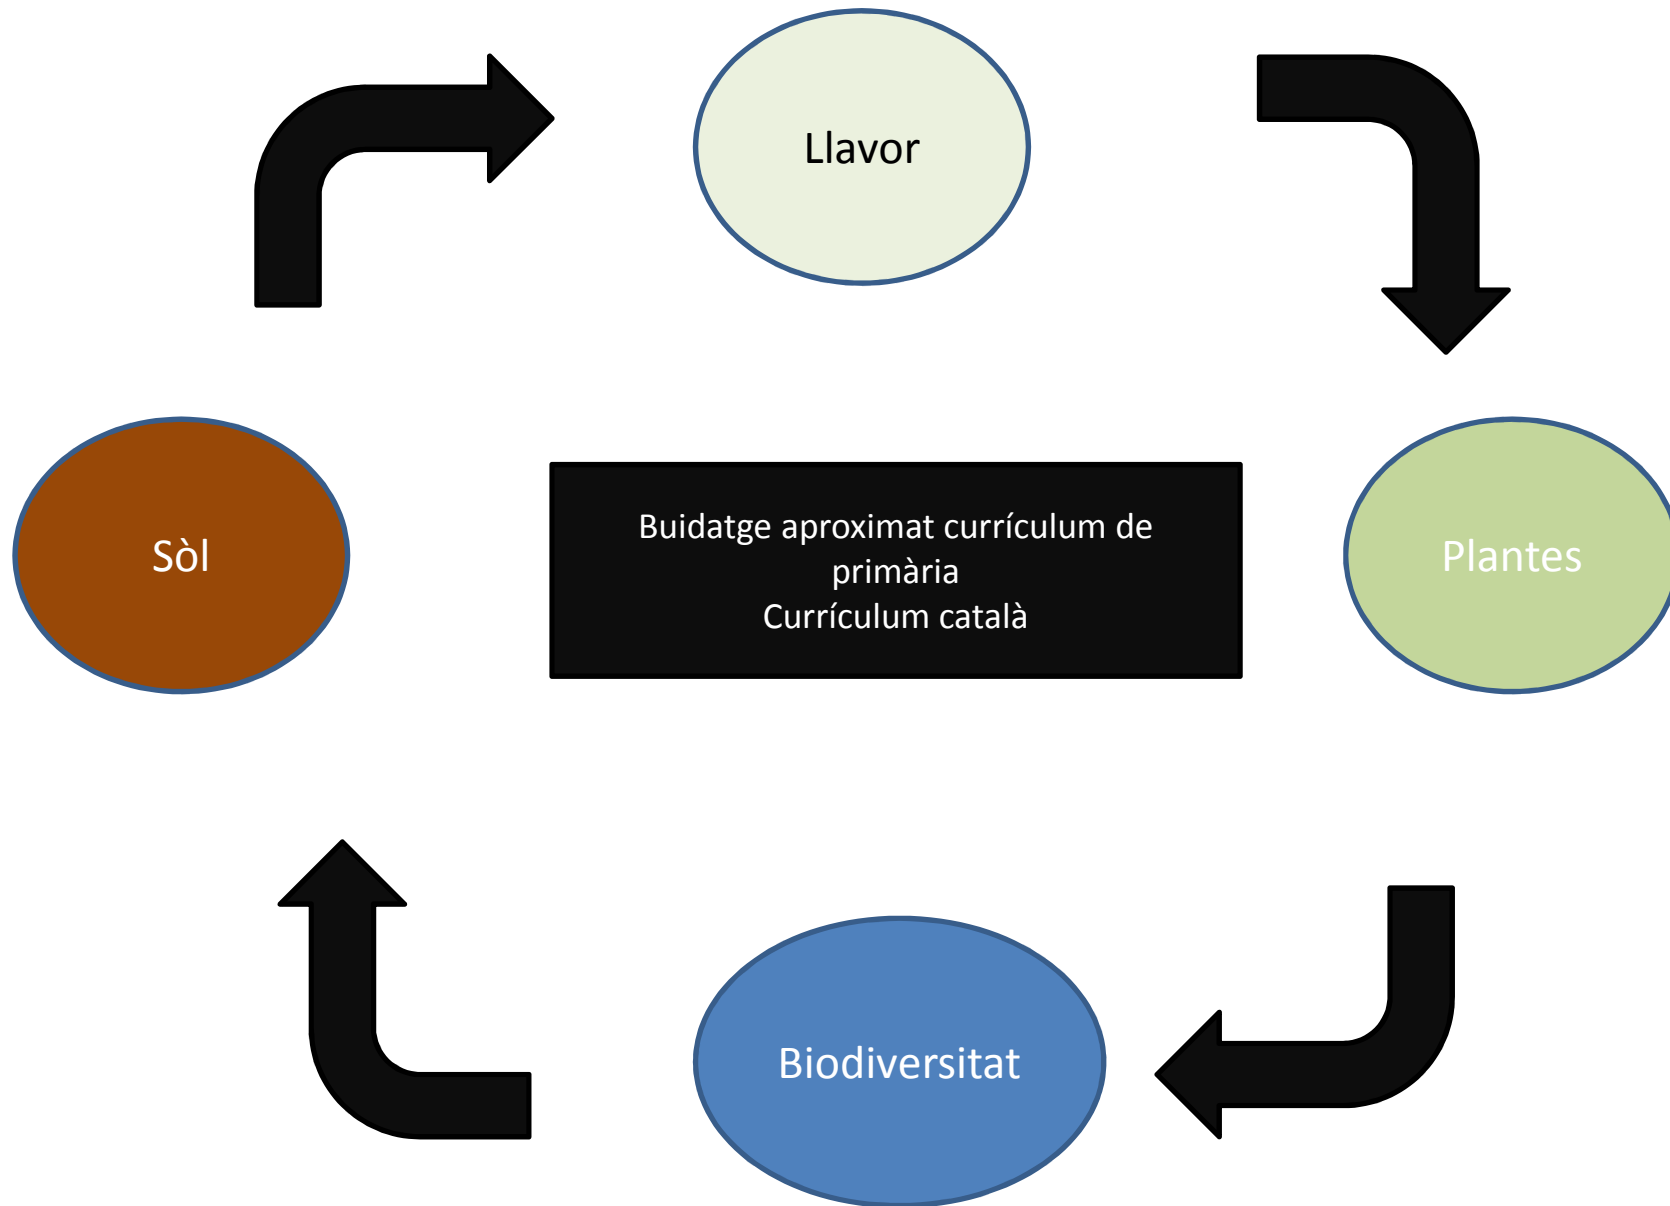 Llavor
Sòl
Buidatge aproximat currículum de
primària
Currículum català
Plantes
Biodiversitat